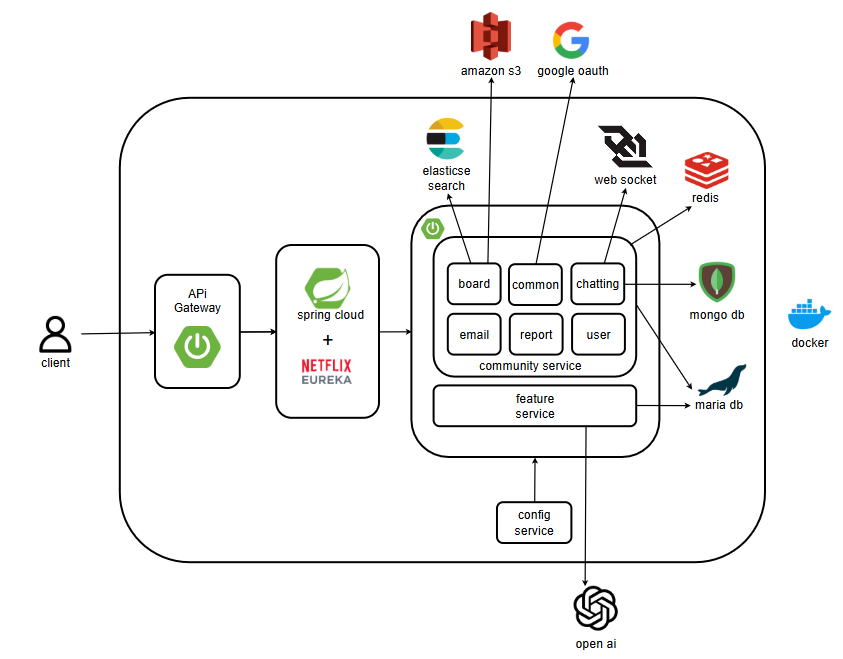 amazon s3
google oauth
elasticse
search
web socket
redis
APi
Gateway
spring cloud
+
NETFLIX
EUREKA
board
common
chatting
email
report
user
community service
feature
service
mongo db
docker
maria db
client
config
service
open ai